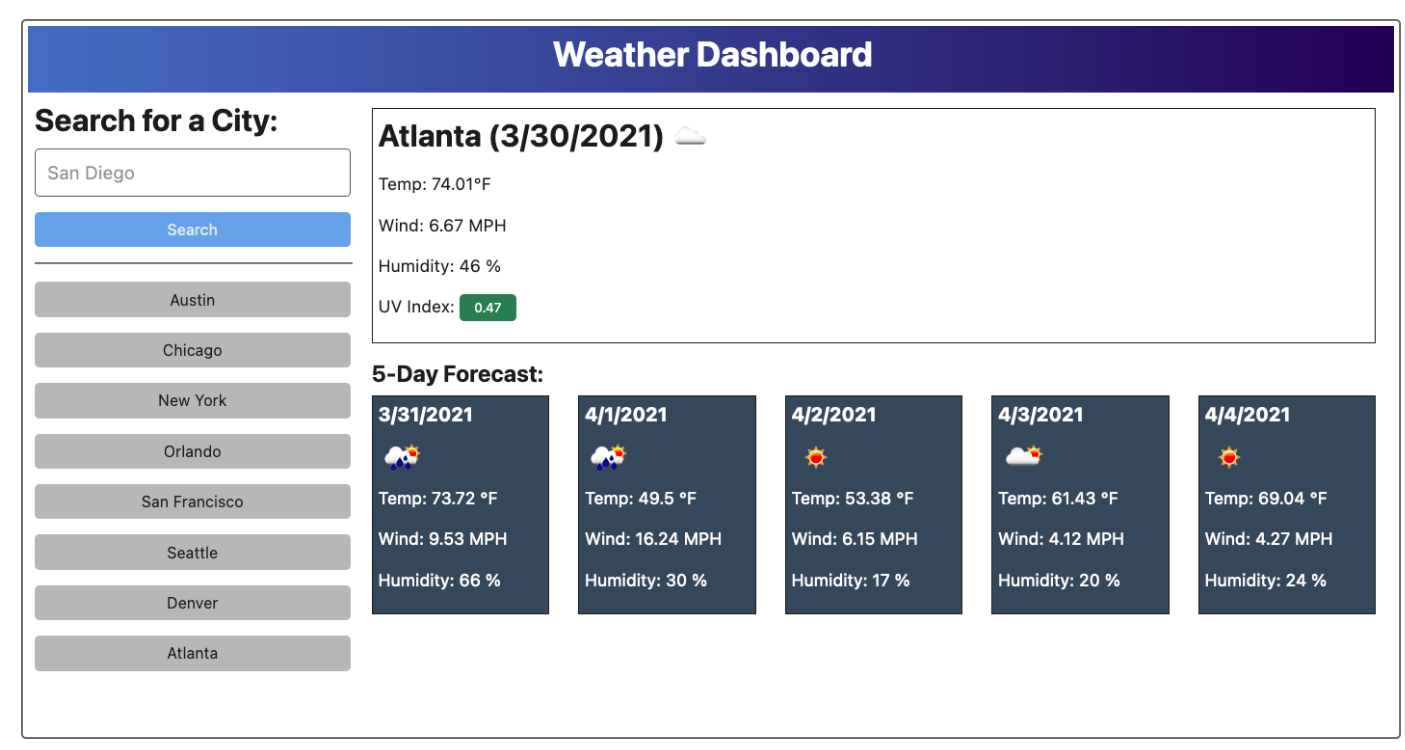 Weather Dashboard
Search for a City:
San Diego
Search
Austin
Chicago
New York
Orlando
San Francisco
Seattle
Denver
Atlanta
Atlanta (3/30/2021)
Temp: 74.01°F
Wind: 6.67 MPH
Humidity: 46 %
UV Index: 0.47
5-Day Forecast:
3/31/2021
Temp: 73.72 °F
Wind: 9.53 MPH
Humidity: 66 %
4/1/2021
Temp: 49.5 °F
Wind: 16.24 MPH
Humidity: 30 %
4/2/2021
Temp: 53.38 °F
Wind: 6.15 MPH
Humidity: 17 %
4/3/2021
Temp: 61.43 °F
Wind: 4.12 MPH
Humidity: 20 %
4/4/2021
Temp: 69.04 °F
Wind: 4.27 MPH
Humidity: 24 %